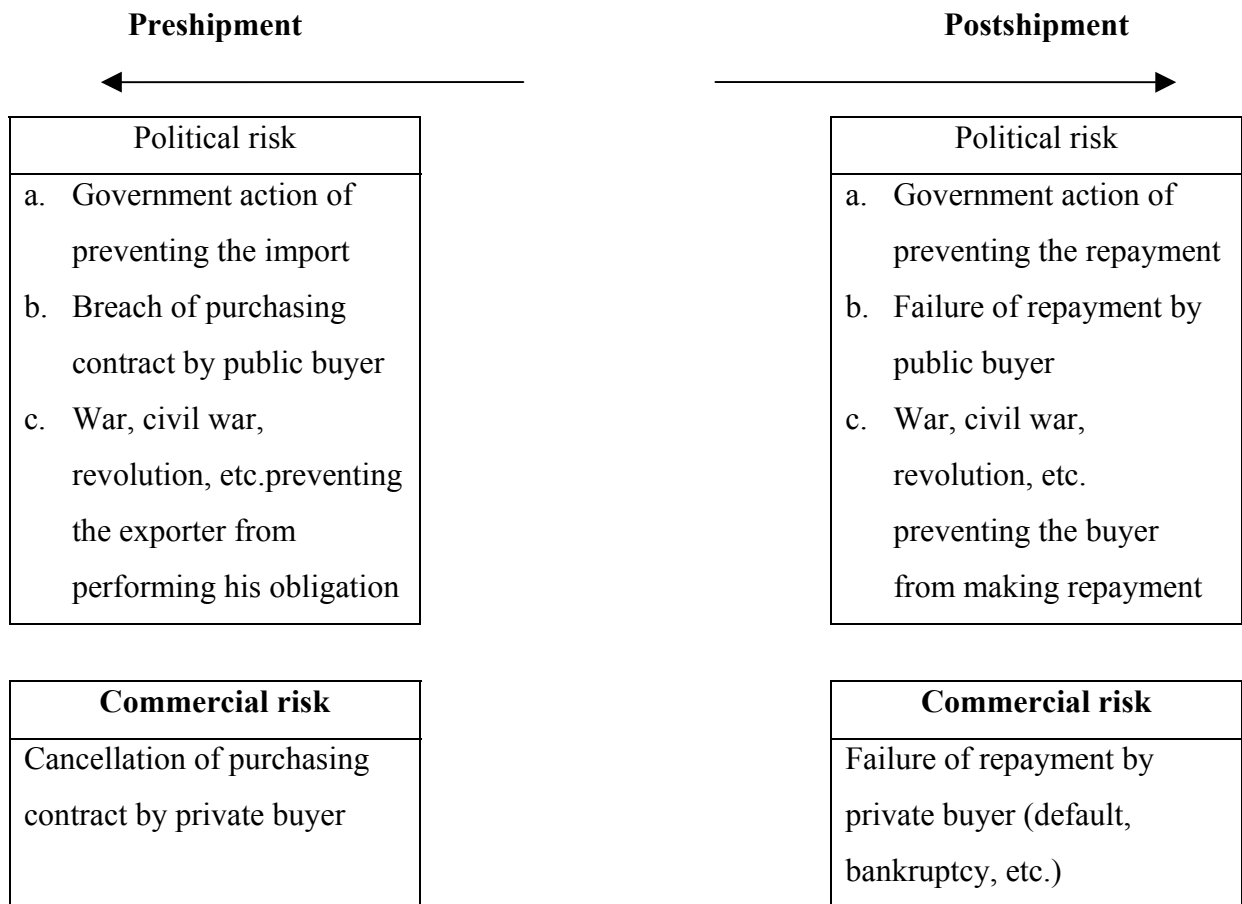 Preshipment
Postshipment
Political risk
a. Government action of
preventing the import
b. Breach of purchasing
contract by public buyer
c. War, civil war,
revolution, etc.preventing
the exporter from
performing his obligation
Political risk
a. Government action of
preventing the repayment
b. Failure of repayment by
public buyer
c. War, civil war,
revolution, etc.
preventing the buyer
from making repayment
Commercial risk
Cancellation of purchasing
contract by private buyer
Commercial risk
Failure of repayment by
private buyer (default,
bankruptcy, etc.)